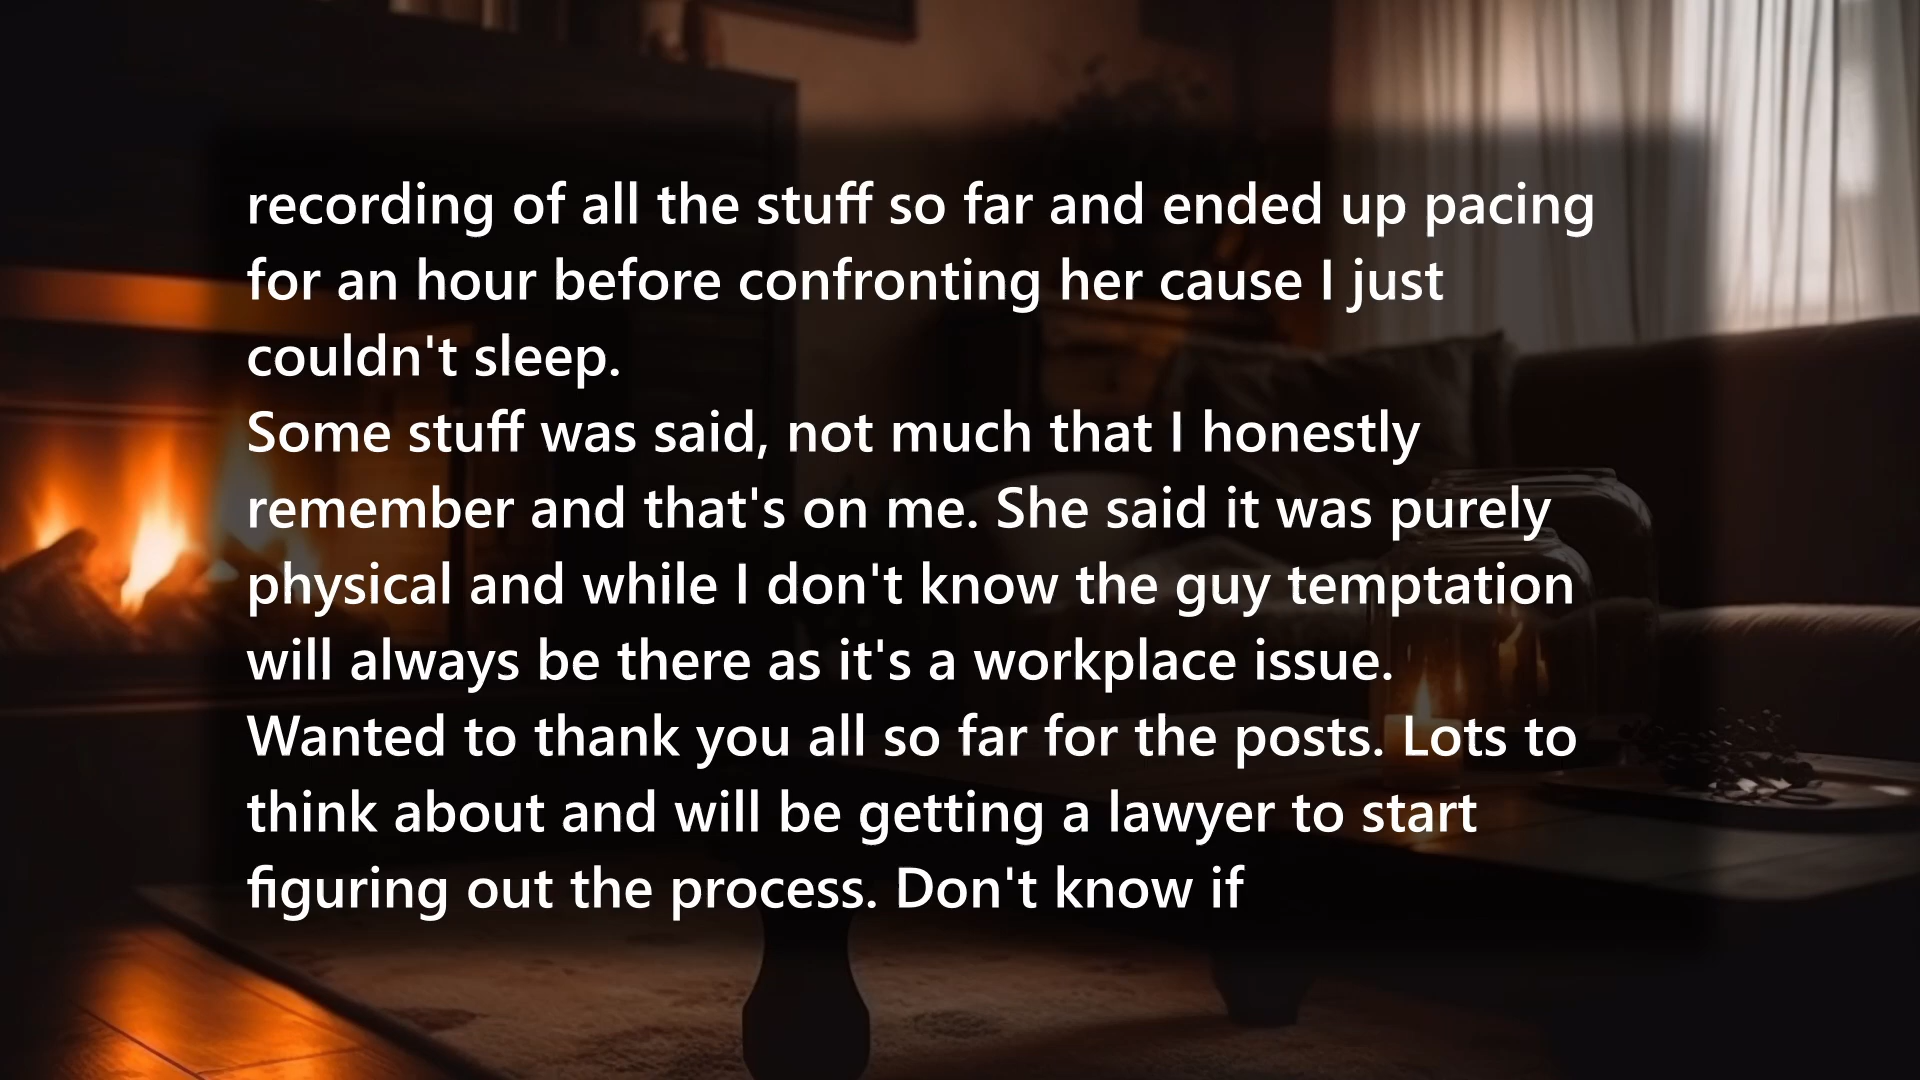 recording of all the stuff so far and ended up pacing
for an hour before confronting her cause I just
couldn't sleep.
Some stuff was said, not much that I honestly
remember and that's on me. She said it was purely
physical and while I don't know the guy temptation
will always be there as it's a workplace issue.
Wanted to thank you all so far for the posts. Lots to
think about and will be getting a lawyer to start
figuring out the process. Don't know if